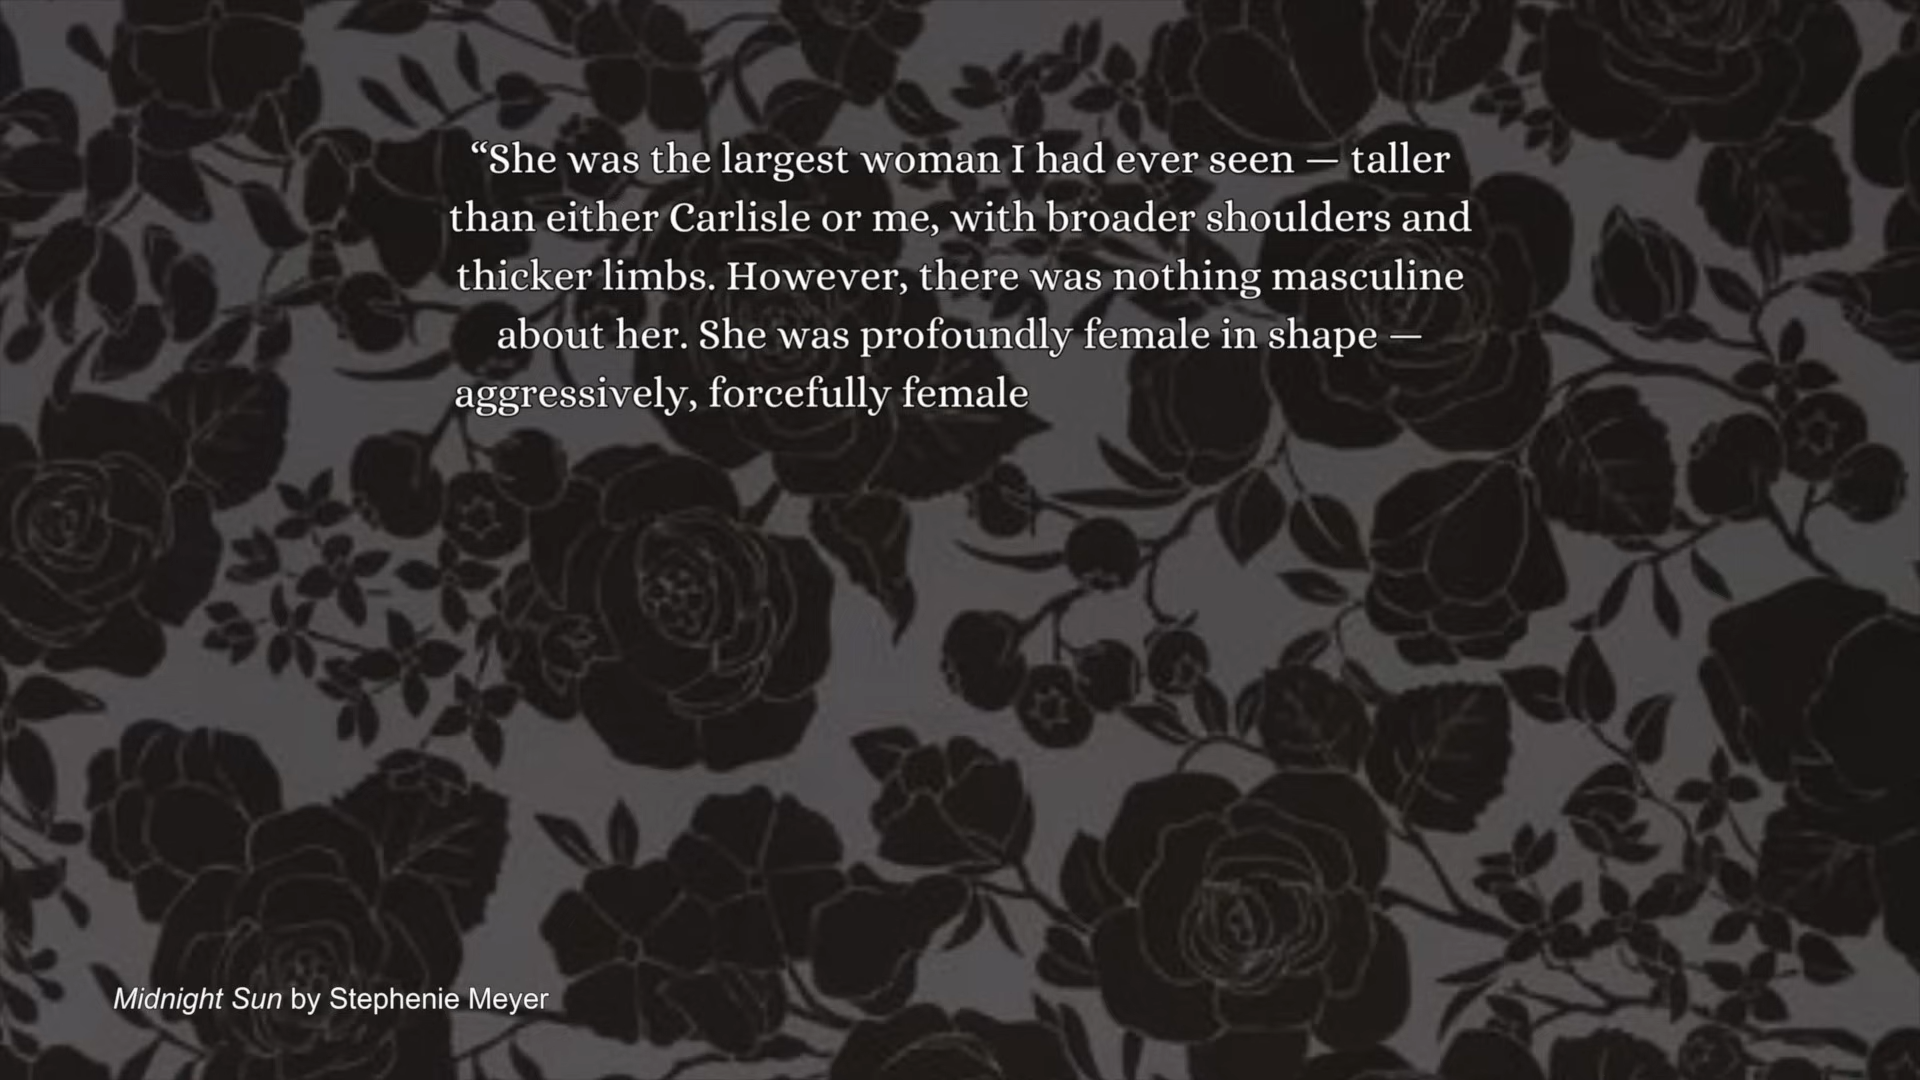 “She was the largest woman I had ever seen — taller
than either Carlisle or me, with broader shoulders and
thicker limbs. However, there was nothing masculine
about her. She was profoundly female in shape —
aggressively, forcefully female
Midnight Sun by Stephenie Meyer